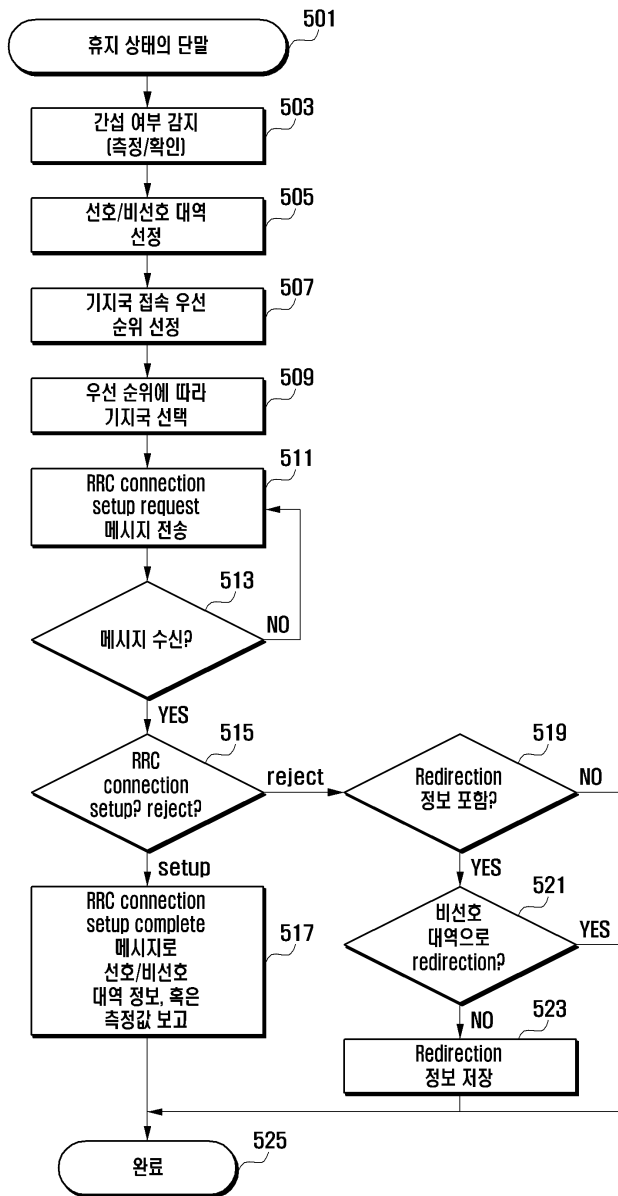 501
휴지 상태의 단말
503
간섭 여부 감지
(측정/확인)
505
선호/비선호 대역
선정
507
기지국 접속 우선
순위 선정
509
우선 순위에 따라
기지국 선택
511
RRC connection
setup request
메시지 전송
513
메시지 수신?
NO
YES
515
RRC
connection
setup? reject?
reject
setup
519
Redirection
정보 포함?
NO
YES
517
RRC connection
setup complete
메시지로
선호/비선호
대역 정보, 혹은
측정값 보고
521
비선호
대역으로
redirection?
YES
NO
523
Redirection
정보 저장
525
완료